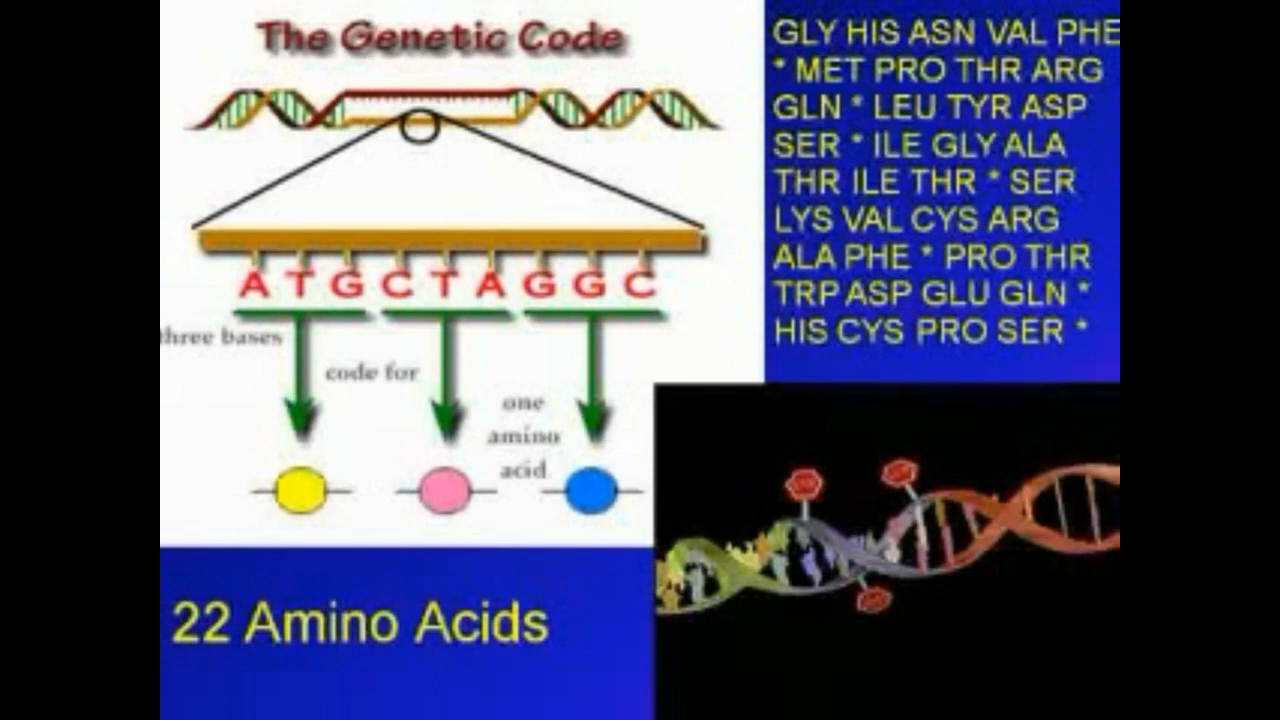 The Genetic Code
A T G C T A G G C
three bases
code for
one
amino
acid
22 Amino Acids
GLY HIS ASN VAL PHE
* MET PRO THR ARG
GLN * LEU TYR ASP
SER * ILE GLY ALA
THR ILE THR * SER
LYS VAL CYS ARG
ALA PHE * PRO THR
TRP ASP GLU GLN *
HIS CYS PRO SER *